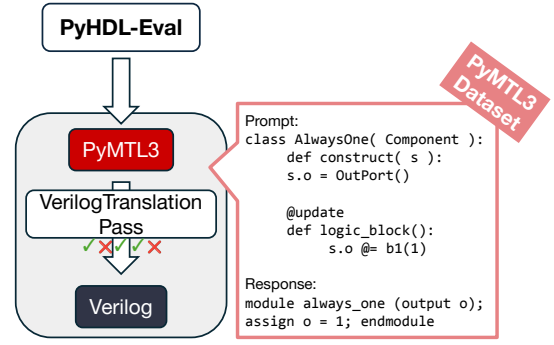 PyHDL-Eval
PyMTL3
VerilogTranslation
Pass
✓✗✓✓✗
Verilog
PyMTL3
Dataset
Prompt:
class AlwaysOne( Component ):
    def construct( s ):
    s.o = OutPort()

    @update
    def logic_block():
        s.o @= b1(1)

Response:
module always_one (output o);
assign o = 1; endmodule